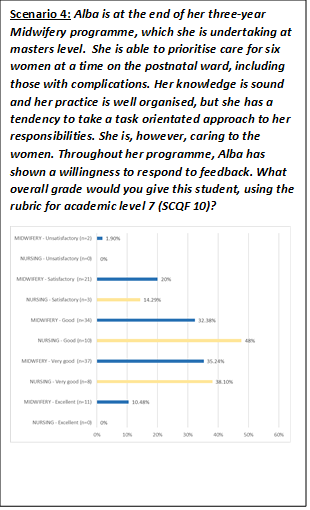 Scenario 4: Alba is at the end of her three-year
Midwifery programme, which she is undertaking at
masters level.  She is able to prioritise care for six
women at a time on the postnatal ward, including
those with complications. Her knowledge is sound
and her practice is well organised, but she has a
tendency to take a task orientated approach to her
responsibilities. She is, however, caring to the
women. Throughout her programme, Alba has
shown a willingness to respond to feedback. What
overall grade would you give this student, using the
rubric for academic level 7 (SCQF 10)?
MIDWIFERY - Unsatisfactory (n=2) 1.90%
NURSING - Unsatisfactory (n=0) 0%
MIDWIFERY - Satisfactory (n=21) 20%
NURSING - Satisfactory (n=3) 14.29%
MIDWIFERY - Good (n=34) 32.38%
NURSING - Good (n=10) 48%
MIDWIFERY - Very good (n=37) 35.24%
NURSING - Very good (n=8) 38.10%
MIDWIFERY - Excellent (n=11) 10.48%
NURSING - Excellent (n=0) 0%
0% 10% 20% 30% 40% 50% 60%